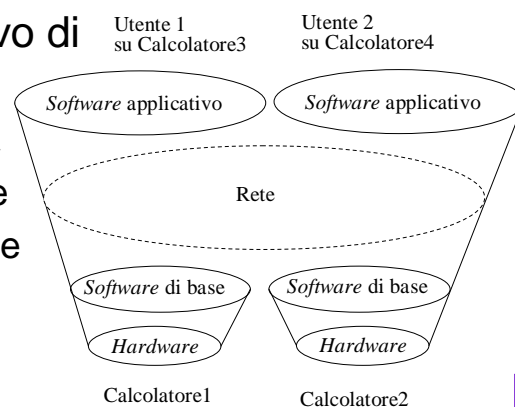 vo di
Utente 1
su Calcolatore3
Utente 2
su Calcolatore4
Software applicativo
Software applicativo
e
Rete
e
Software di base
Software di base
Hardware
Hardware
Calcolatore1
Calcolatore2